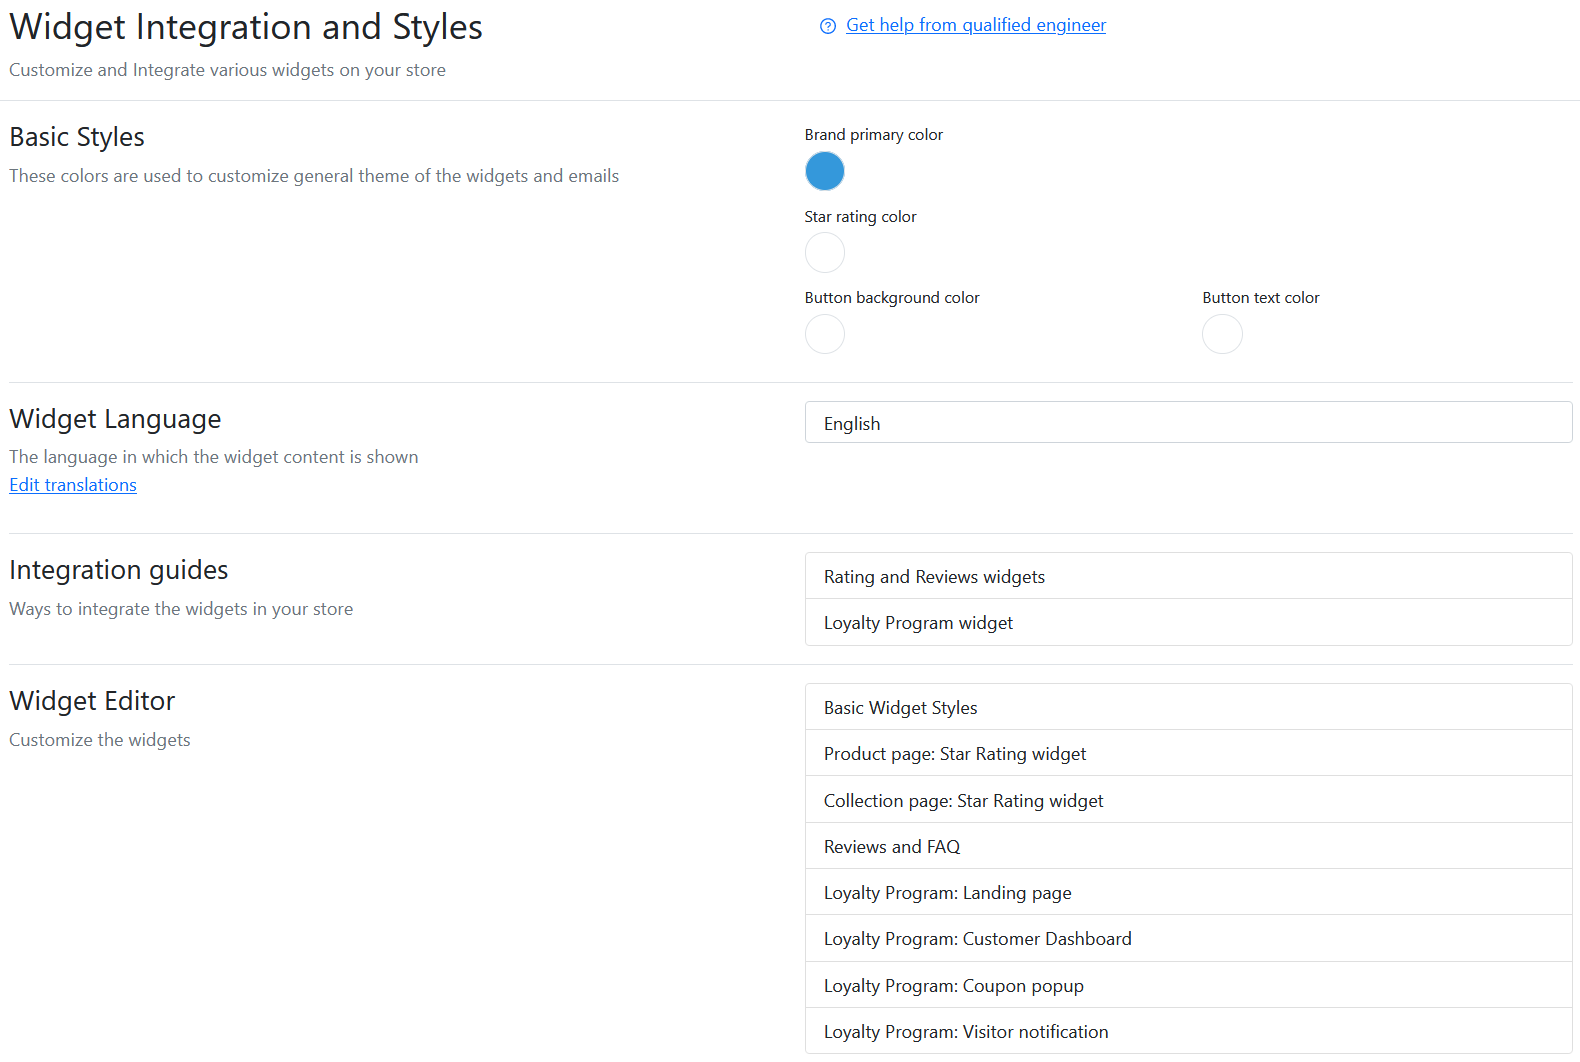 Widget Integration and Styles
Get help from qualified engineer
Customize and Integrate various widgets on your store
Basic Styles
These colors are used to customize general theme of the widgets and emails
Brand primary color
Star rating color
Button background color
Button text color
Widget Language
The language in which the widget content is shown
Edit translations
English
Integration guides
Ways to integrate the widgets in your store
Rating and Reviews widgets
Loyalty Program widget
Widget Editor
Customize the widgets
Basic Widget Styles
Product page: Star Rating widget
Collection page: Star Rating widget
Reviews and FAQ
Loyalty Program: Landing page
Loyalty Program: Customer Dashboard
Loyalty Program: Coupon popup
Loyalty Program: Visitor notification